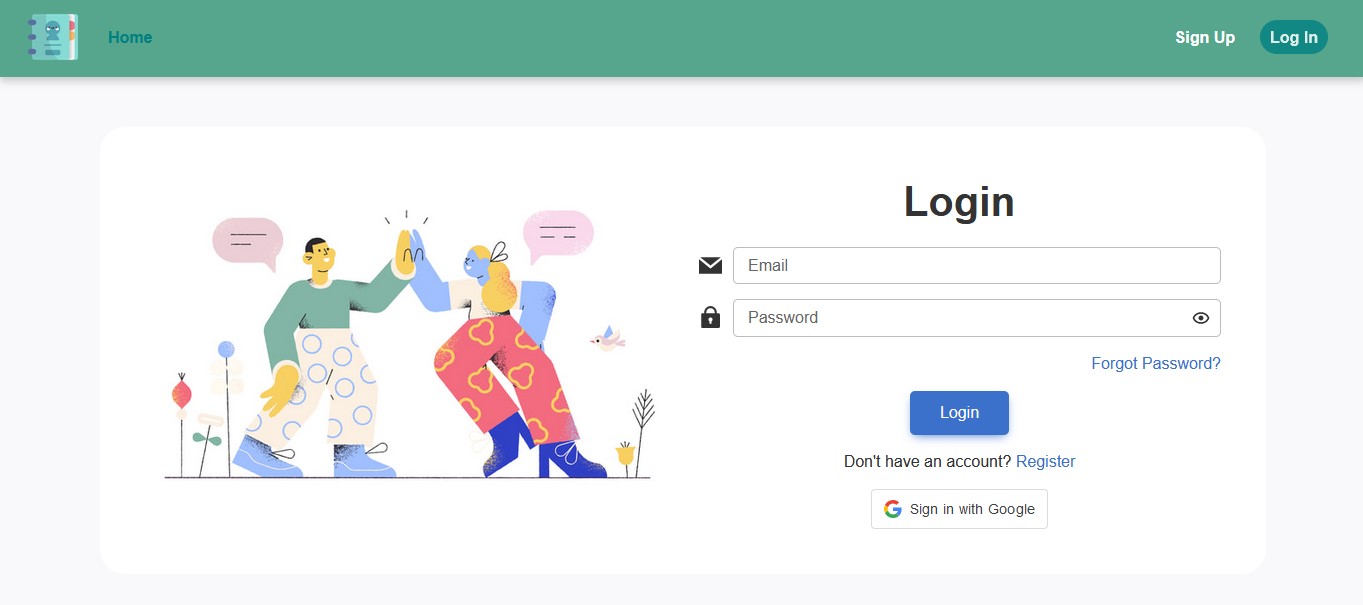 Home
Sign Up
Log In
Login
Email
Password
Forgot Password?
Login
Don't have an account? Register
Sign in with Google